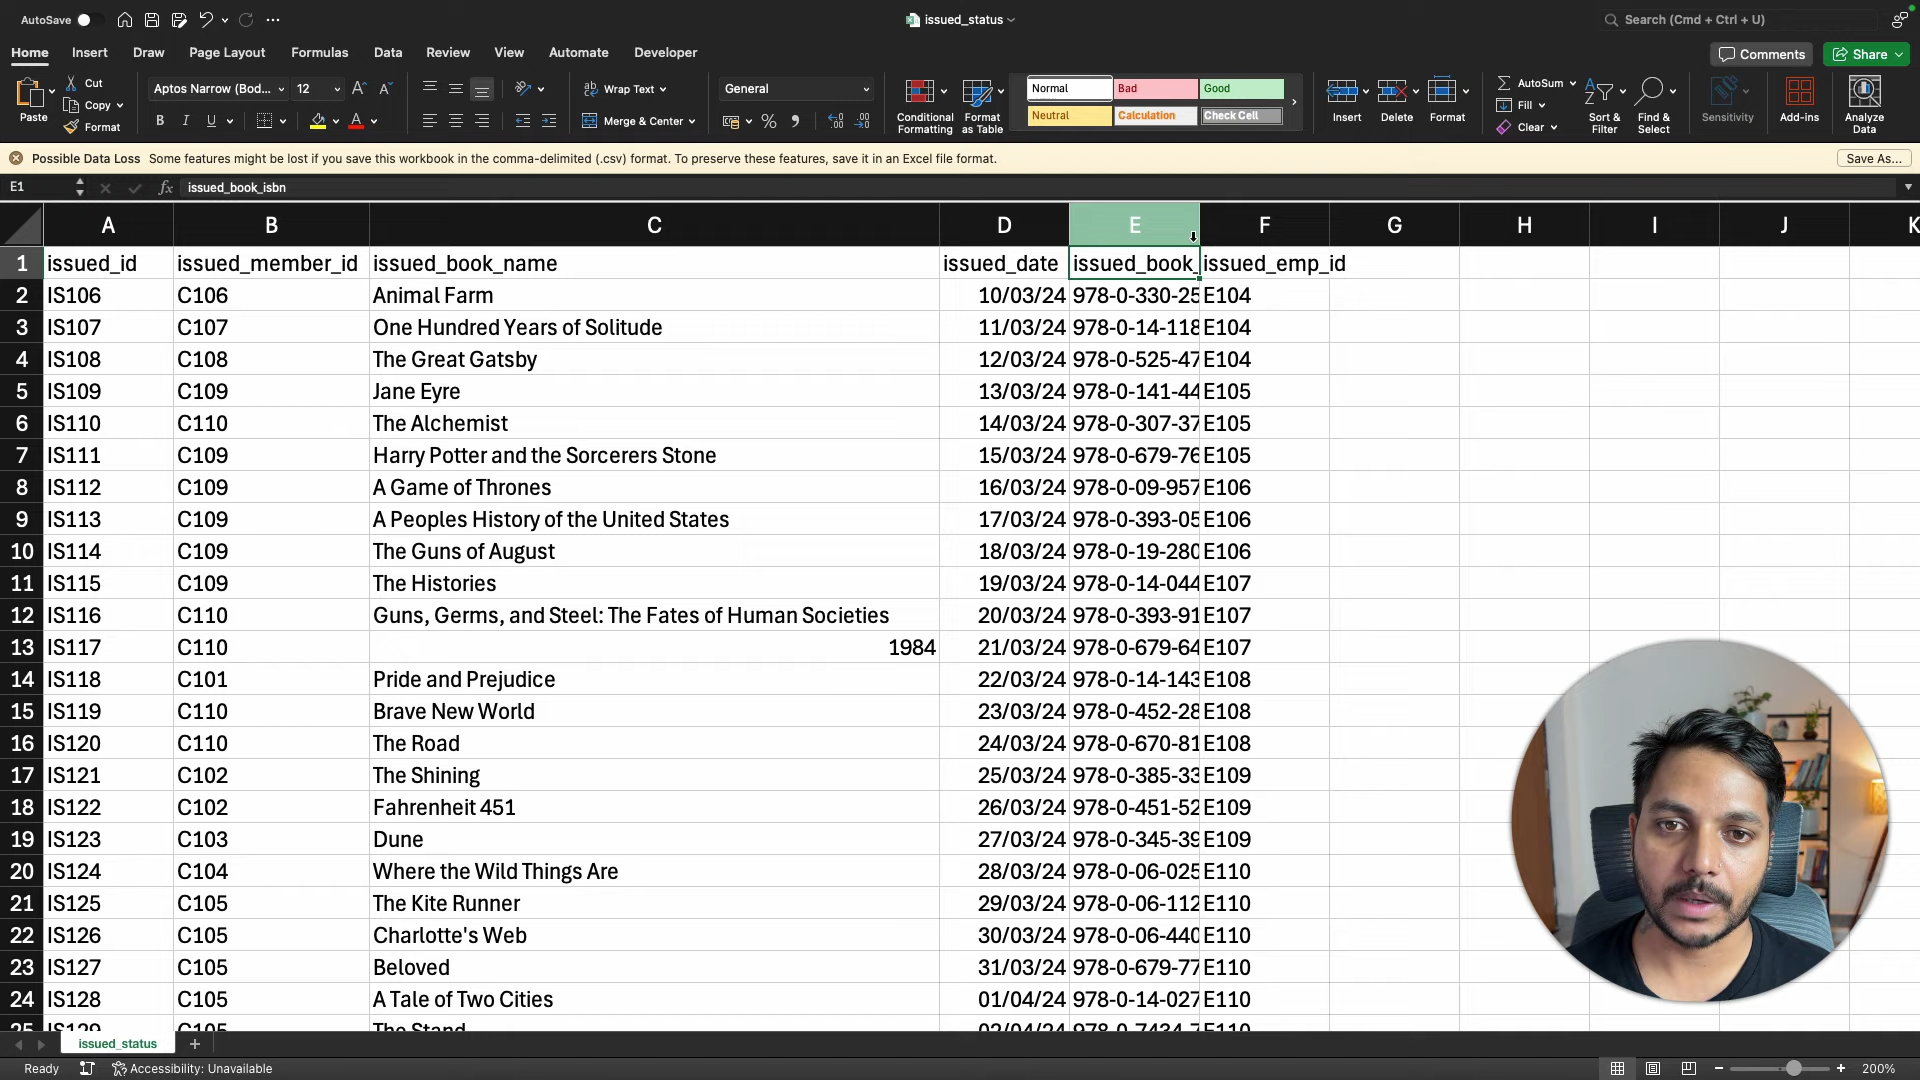 AutoSave
issued_status
Search (Cmd + Ctrl + U)
Home Insert Draw Page Layout Formulas Data Review View Automate Developer
Comments Share
Paste Cut Copy Format
Aptos Narrow (Bod... 12
B I U
Wrap Text
Merge & Center
General
Conditional Formatting
Format as Table
Normal Bad Good
Neutral Calculation Check Cell
Insert Delete Format
AutoSum
Fill
Clear
Sort & Filter
Find & Select
Sensitivity
Add-ins
Analyze Data
Possible Data Loss Some features might be lost if you save this workbook in the comma-delimited (.csv) format. To preserve these features, save it in an Excel file format. Save As...
E1 fx issued_book_isbn
A B C D E F G H I J K
1 issued_id issued_member_id issued_book_name issued_date issued_book_ issued_emp_id
2 IS106 C106 Animal Farm 10/03/24 978-0-330-25 E104
3 IS107 C107 One Hundred Years of Solitude 11/03/24 978-0-14-118 E104
4 IS108 C108 The Great Gatsby 12/03/24 978-0-525-47 E104
5 IS109 C109 Jane Eyre 13/03/24 978-0-141-44 E105
6 IS110 C110 The Alchemist 14/03/24 978-0-307-37 E105
7 IS111 C109 Harry Potter and the Sorcerers Stone 15/03/24 978-0-679-76 E105
8 IS112 C109 A Game of Thrones 16/03/24 978-0-09-957 E106
9 IS113 C109 A Peoples History of the United States 17/03/24 978-0-393-05 E106
10 IS114 C109 The Guns of August 18/03/24 978-0-19-280 E106
11 IS115 C109 The Histories 19/03/24 978-0-14-044 E107
12 IS116 C110 Guns, Germs, and Steel: The Fates of Human Societies 20/03/24 978-0-393-91 E107
13 IS117 C110 1984 21/03/24 978-0-679-64 E107
14 IS118 C101 Pride and Prejudice 22/03/24 978-0-14-143 E108
15 IS119 C110 Brave New World 23/03/24 978-0-452-28 E108
16 IS120 C110 The Road 24/03/24 978-0-670-81 E108
17 IS121 C102 The Shining 25/03/24 978-0-385-33 E109
18 IS122 C102 Fahrenheit 451 26/03/24 978-0-451-52 E109
19 IS123 C103 Dune 27/03/24 978-0-345-39 E109
20 IS124 C104 Where the Wild Things Are 28/03/24 978-0-06-025 E110
21 IS125 C105 The Kite Runner 29/03/24 978-0-06-112 E110
22 IS126 C105 Charlotte's Web 30/03/24 978-0-06-440 E110
23 IS127 C105 Beloved 31/03/24 978-0-679-77 E110
24 IS128 C105 A Tale of Two Cities 01/04/24 978-0-14-027 E110
25 IS129 C105 The Stand 02/04/24 978-0-7434-7 E110
issued_status
Ready Accessibility: Unavailable 200%